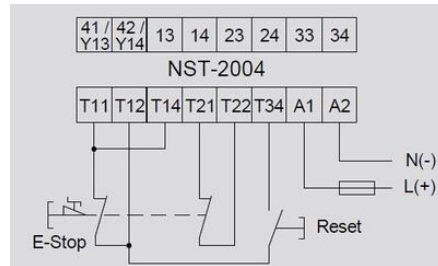 41 / 42 / 13 14 23 24 33 34
Y13 Y14
NST-2004
T11 T12 T14 T21 T22 T34 A1 A2
N(-)
L(+)
Reset
E-Stop